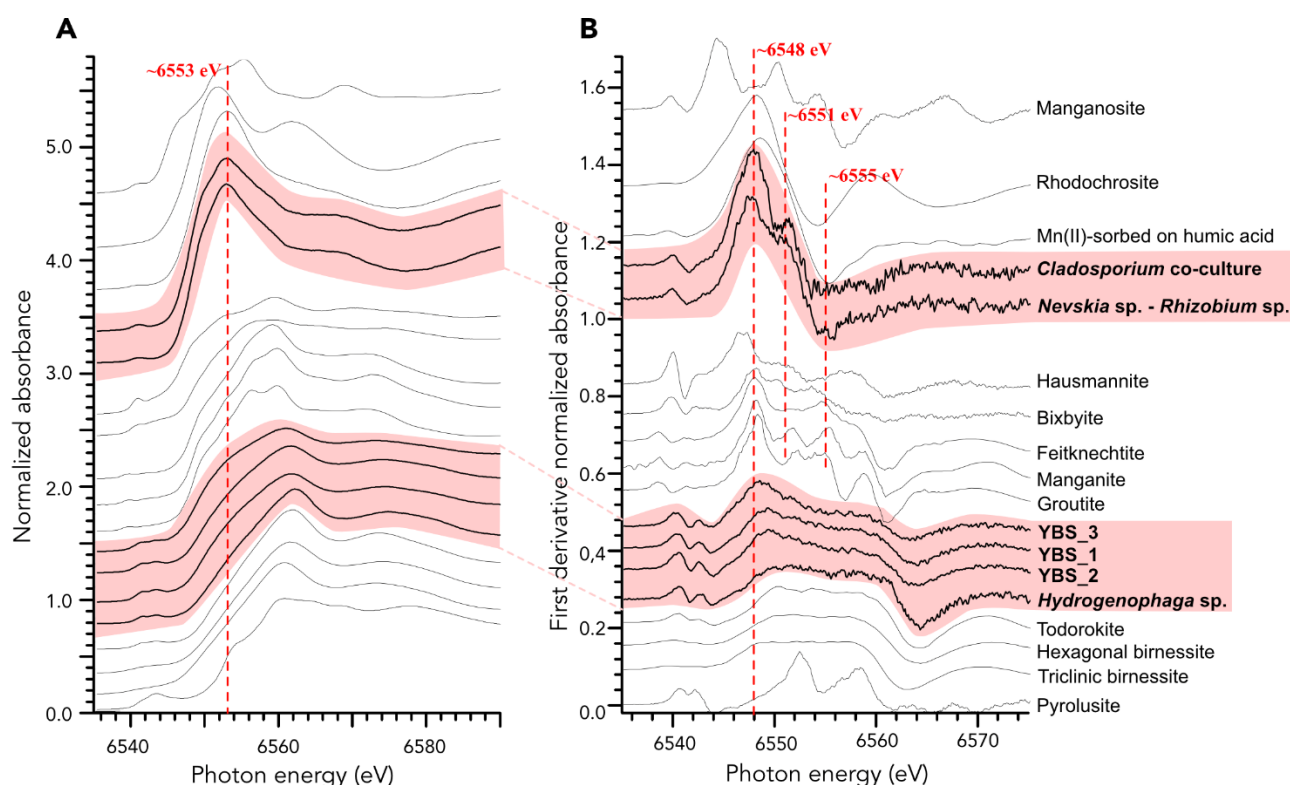 A
B
~6553 eV
~6548 eV
~6551 eV
~6555 eV
Normalized absorbance
5.0
4.0
3.0
2.0
1.0
0.0
6540
6560
6580
Photon energy (eV)
First derivative normalized absorbance
1.6
1.4
1.2
1.0
0.8
0.6
0.4
0.2
0.0
6540
6550
6560
6570
Photon energy (eV)
Manganosite
Rhodochrosite
Mn(II)-sorbed on humic acid
Cladosporium co-culture
Nevskia sp. - Rhizobium sp.
Hausmannite
Bixbyite
Feitknechtite
Manganite
Groutite
YBS_3
YBS_1
YBS_2
Hydrogenophaga sp.
Todorokite
Hexagonal birnessite
Triclinic birnessite
Pyrolusite